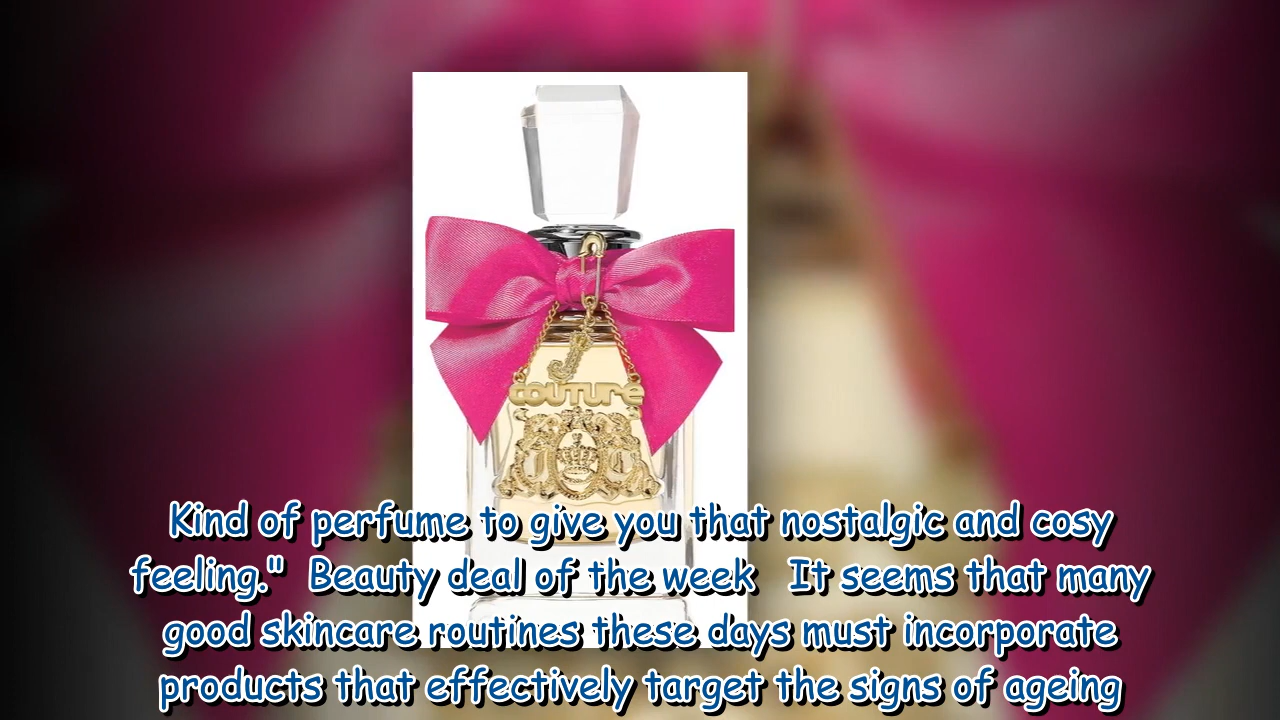 J
COUTURE
Kind of perfume to give you that nostalgic and cosy
feeling."  Beauty deal of the week   It seems that many
good skincare routines these days must incorporate
products that effectively target the signs of ageing